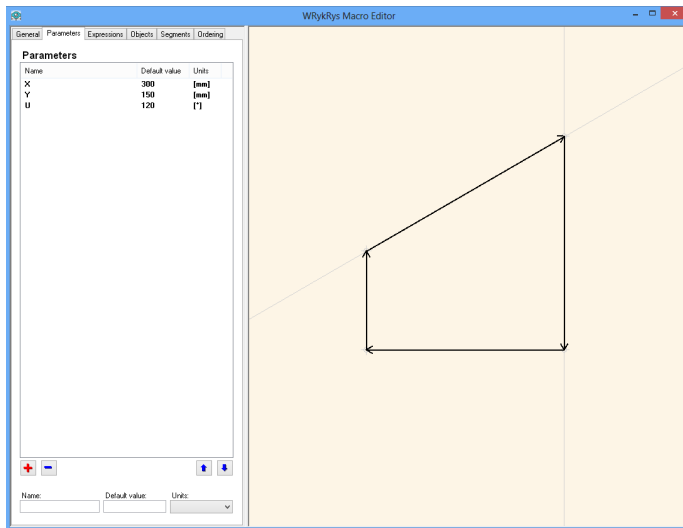 WRykRys Macro Editor
General Parameters Expressions Objects Segments Ordering
Parameters
Name Default value Units
X 300 [mm]
Y 150 [mm]
U 120 [°]
Name: Default value: Units: